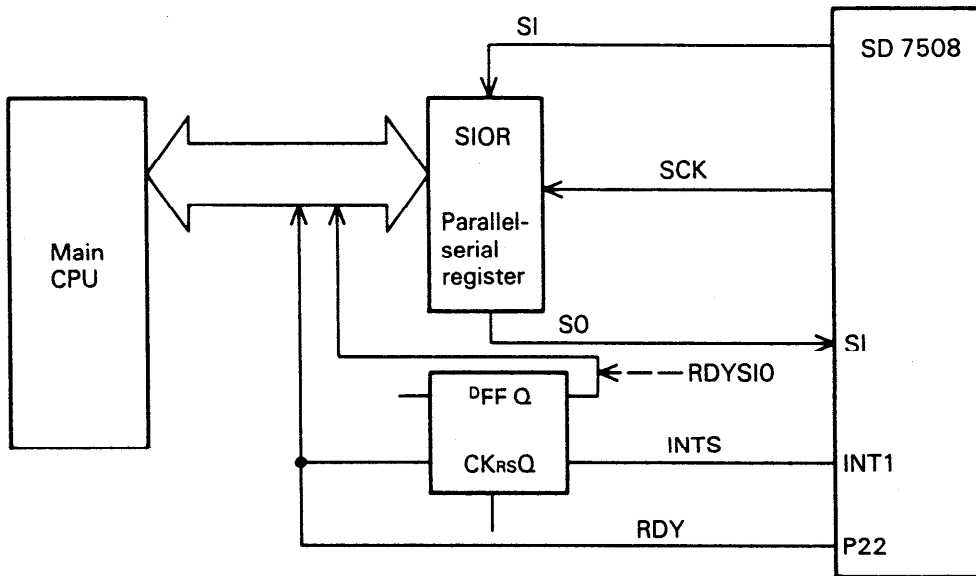 SI
SD 7508
SIOR
SCK
Main
CPU
Parallel-
serial
register
SO
SI
RDYSIO
DFF Q
INTS
CKRSQ
INT1
RDY
P22